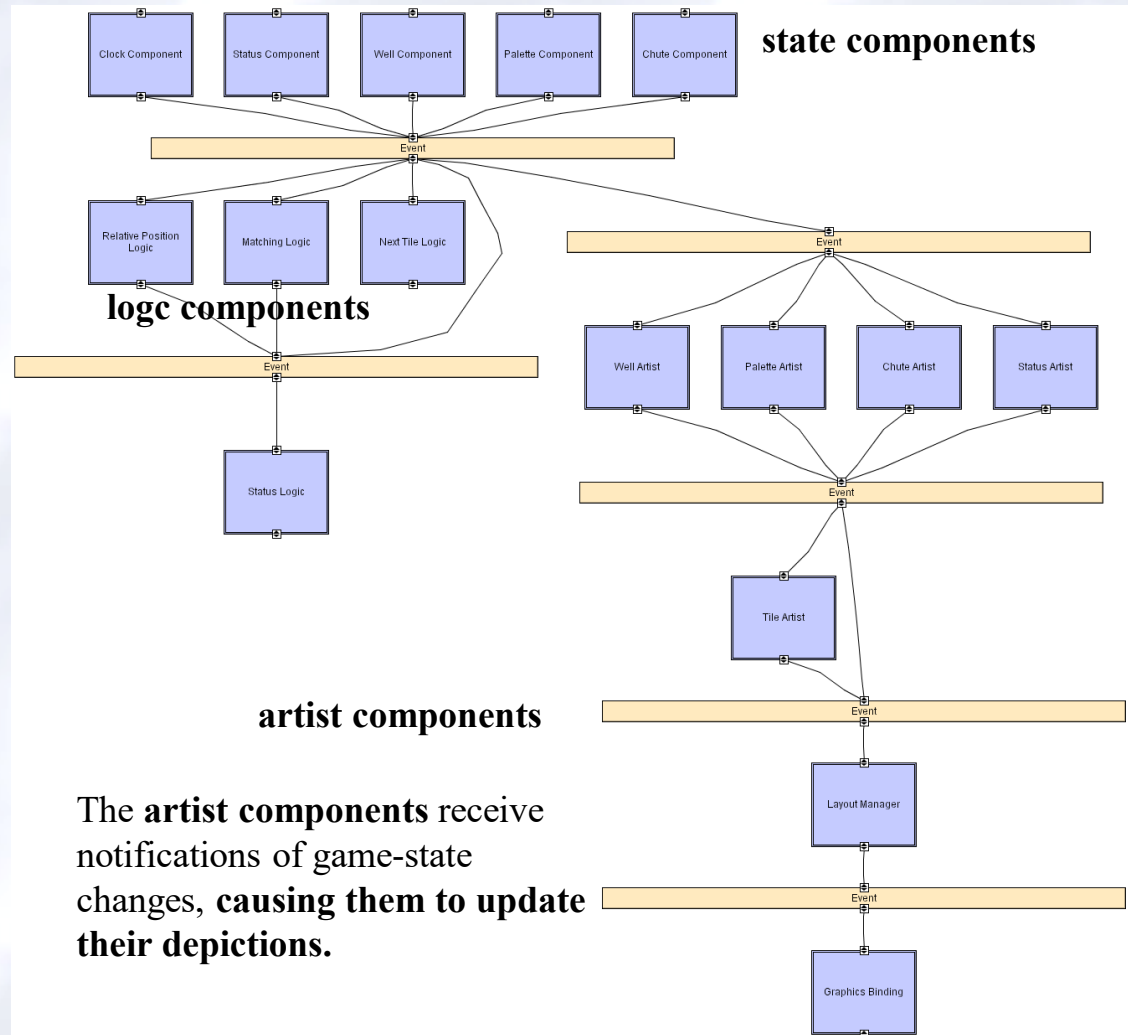 Clock Component
Status Component
Well Component
Palette Component
Chute Component
state components
Event
Relative Position
Logic
Matching Logic
Next Tile Logic
Event
logc components
Event
Well Artist
Palette Artist
Chute Artist
Status Artist
Status Logic
Event
Tile Artist
artist components
Event
Layout Manager
The artist components receive
notifications of game-state
changes, causing them to update
their depictions.
Event
Graphics Binding